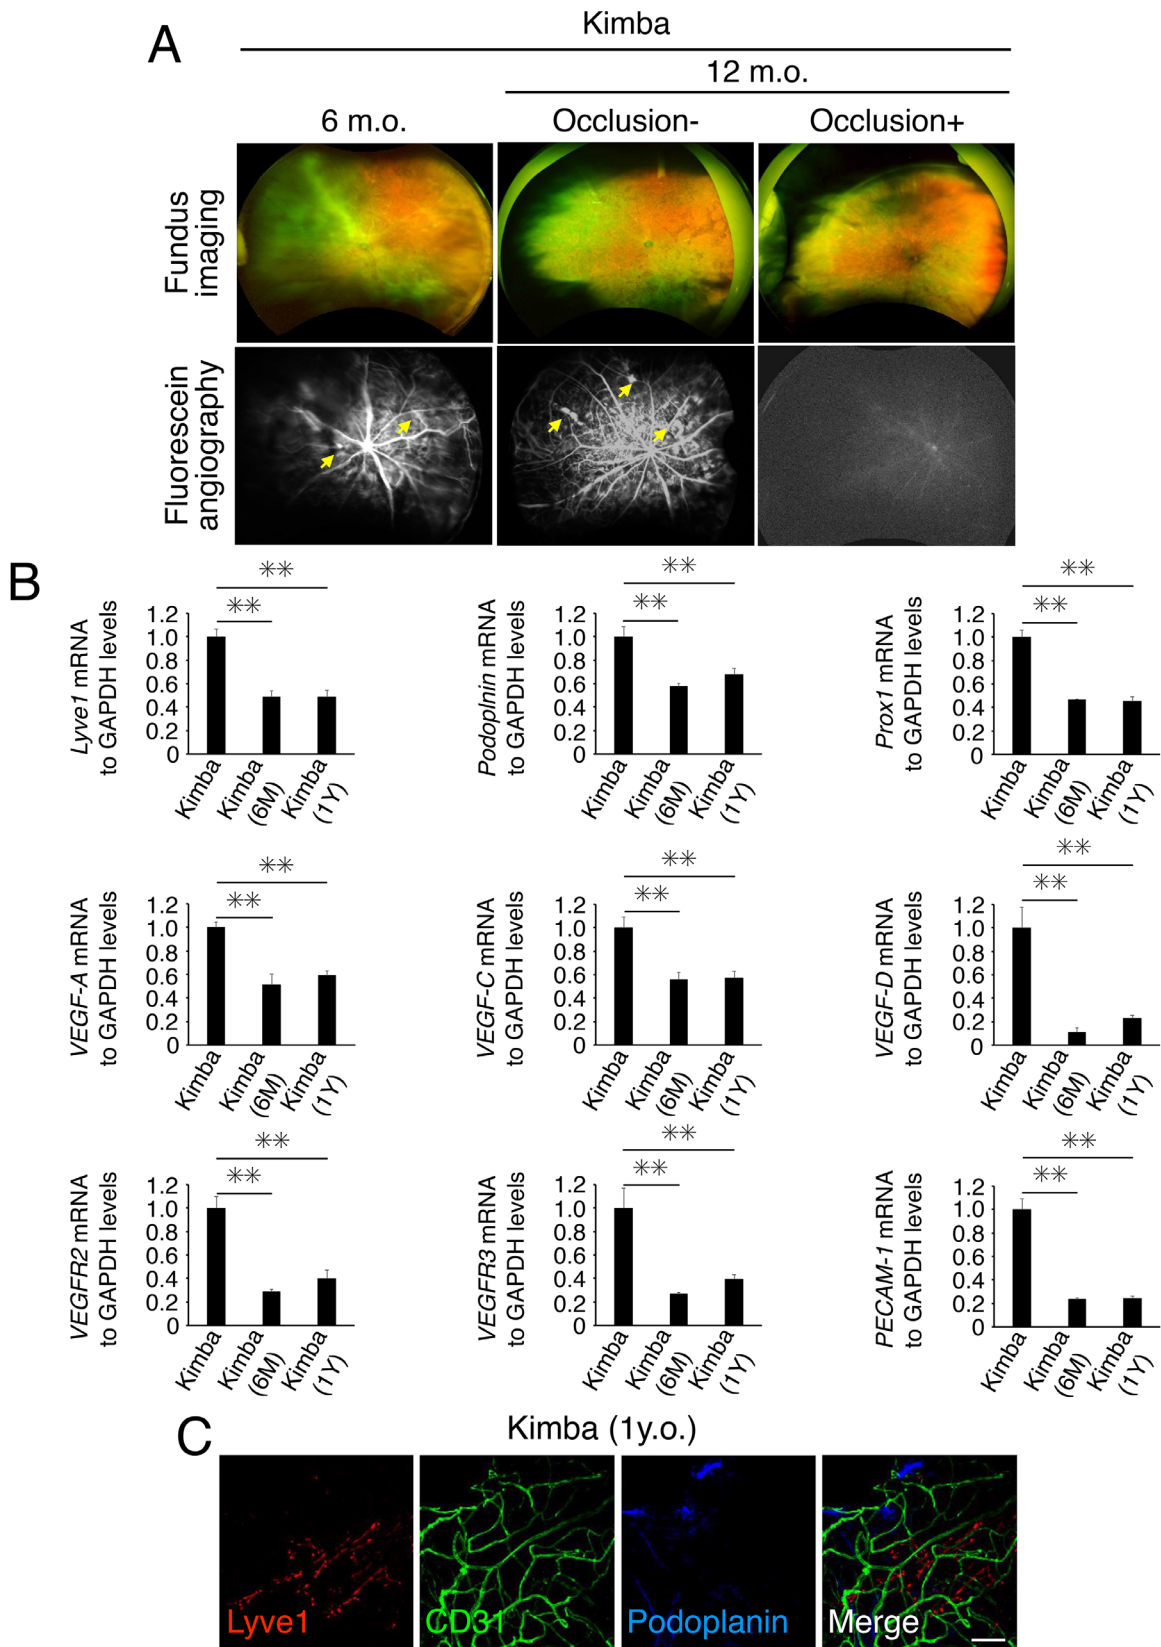 A
Kimba
12 m.o.
6 m.o.
Occlusion-
Occlusion+
Fundus
imaging
Fluorescein
angiography
B
Lyve1 mRNA
to GAPDH levels
**
**
1.2
1.0
0.8
0.6
0.4
0.2
0
Kimba
Kimba
(6M)
Kimba
(1Y)
Podoplnin mRNA
to GAPDH levels
**
**
1.2
1.0
0.8
0.6
0.4
0.2
0
Kimba
Kimba
(6M)
Kimba
(1Y)
Prox1 mRNA
to GAPDH levels
**
**
1.2
1.0
0.8
0.6
0.4
0.2
0
Kimba
Kimba
(6M)
Kimba
(1Y)
VEGF-A mRNA
to GAPDH levels
**
**
1.2
1.0
0.8
0.6
0.4
0.2
0
Kimba
Kimba
(6M)
Kimba
(1Y)
VEGF-C mRNA
to GAPDH levels
**
**
1.2
1.0
0.8
0.6
0.4
0.2
0
Kimba
Kimba
(6M)
Kimba
(1Y)
VEGF-D mRNA
to GAPDH levels
**
**
1.2
1.0
0.8
0.6
0.4
0.2
0
Kimba
Kimba
(6M)
Kimba
(1Y)
VEGFR2 mRNA
to GAPDH levels
**
**
1.2
1.0
0.8
0.6
0.4
0.2
0
Kimba
Kimba
(6M)
Kimba
(1Y)
VEGFR3 mRNA
to GAPDH levels
**
**
1.2
1.0
0.8
0.6
0.4
0.2
0
Kimba
Kimba
(6M)
Kimba
(1Y)
PECAM-1 mRNA
to GAPDH levels
**
**
1.2
1.0
0.8
0.6
0.4
0.2
0
Kimba
Kimba
(6M)
Kimba
(1Y)
C
Kimba (1y.o.)
Lyve1
CD31
Podoplanin
Merge